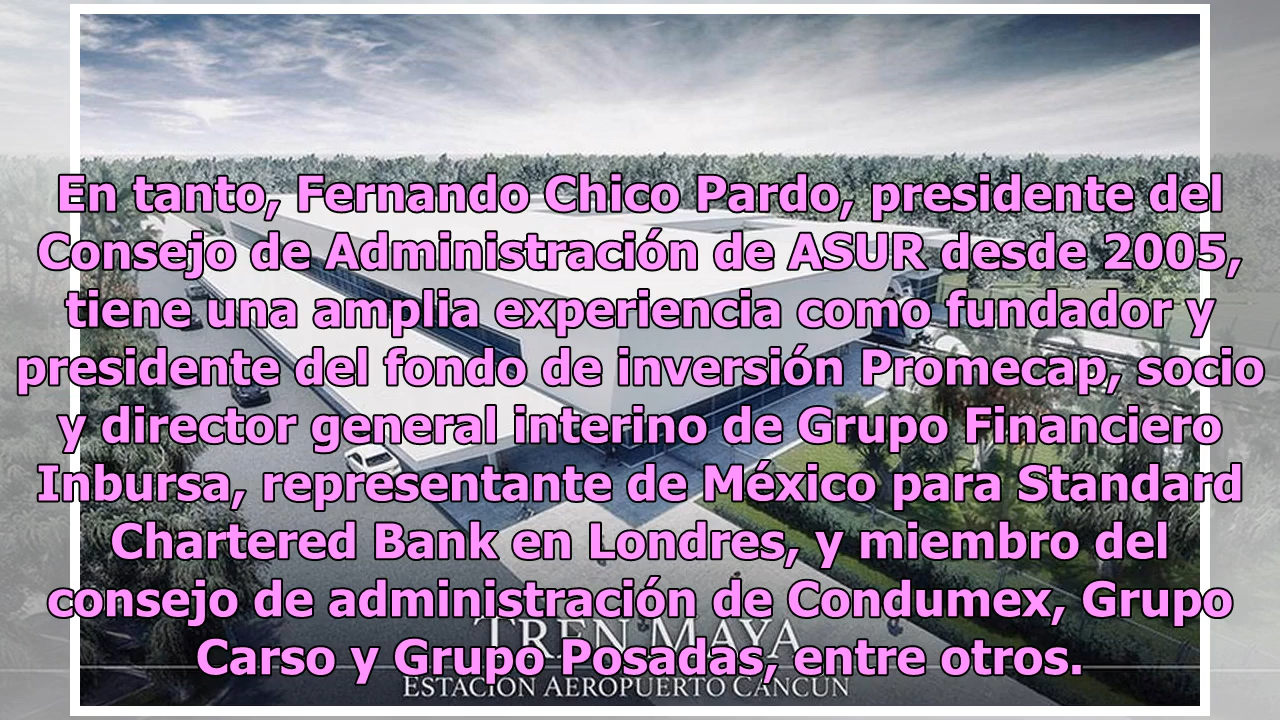 En tanto, Fernando Chico Pardo, presidente del
Consejo de Administración de ASUR desde 2005,
tiene una amplia experiencia como fundador y
presidente del fondo de inversión Promecap, socio
y director general interino de Grupo Financiero
Inbursa, representante de México para Standard
Chartered Bank en Londres, y miembro del
consejo de administración de Condumex, Grupo
Carso y Grupo Posadas, entre otros.
TREN MAYA
ESTACIÓN AEROPUERTO CANCÚN